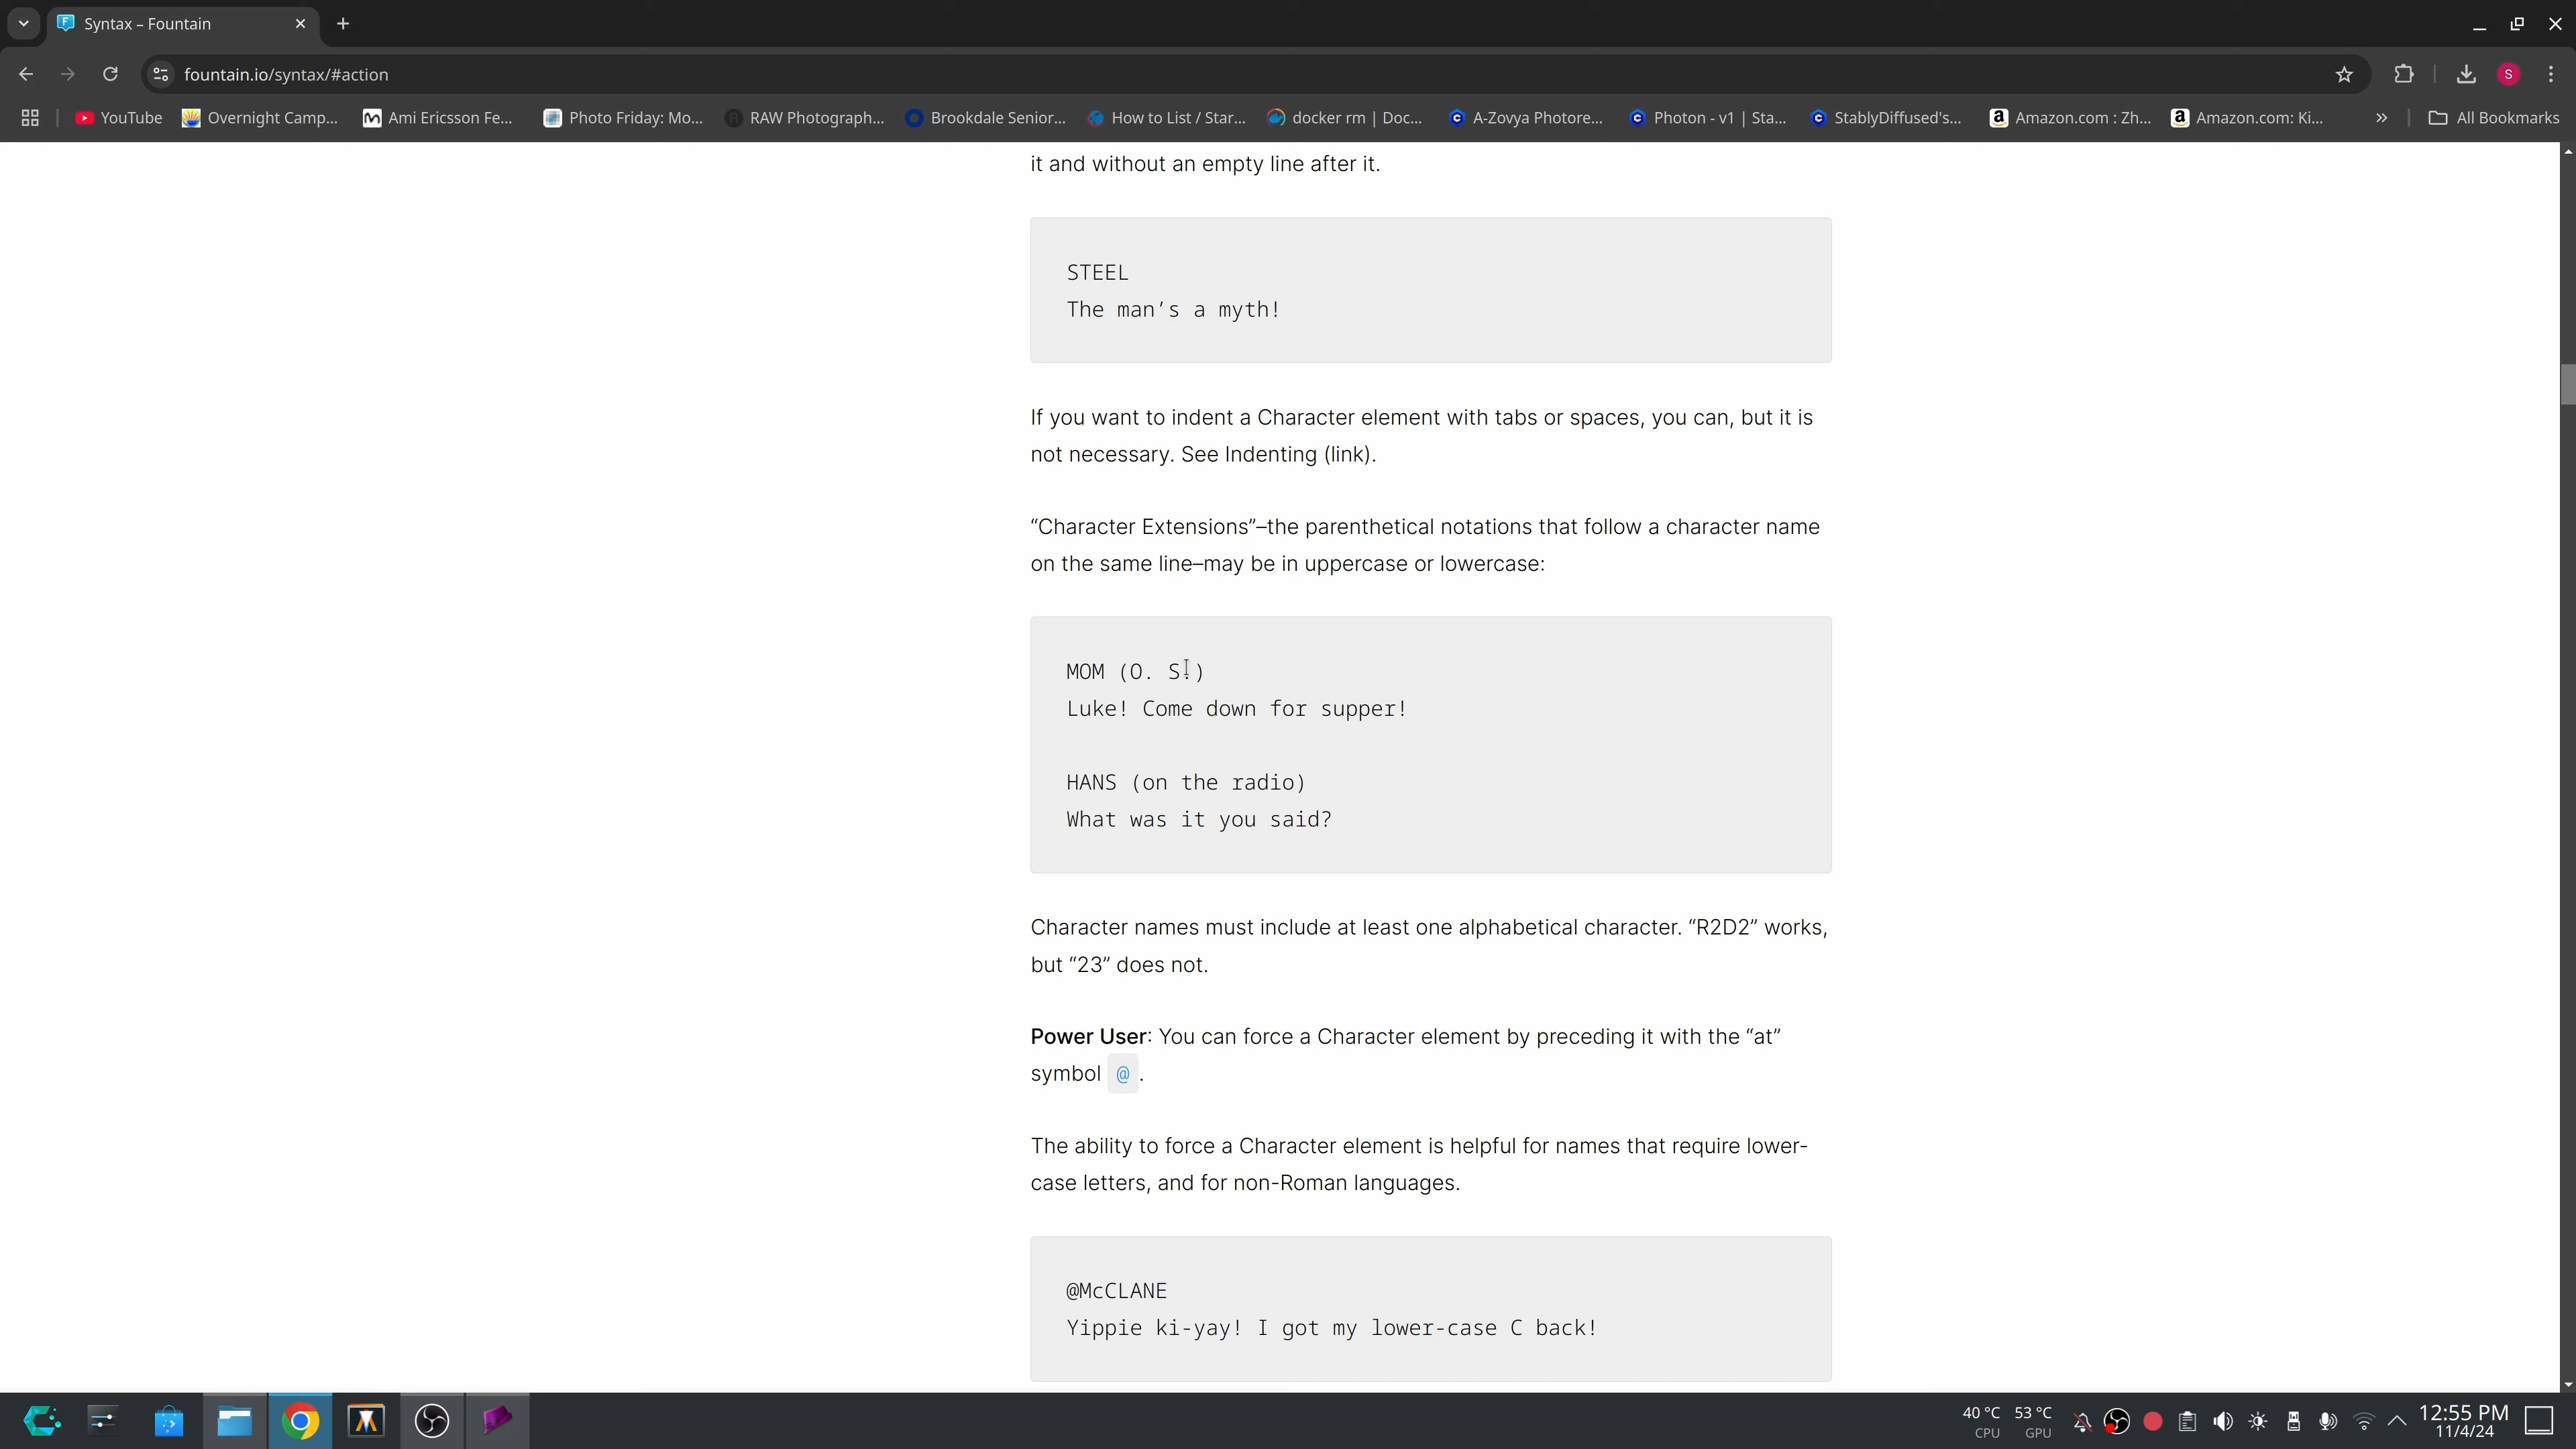 Syntax – Fountain
fountain.io/syntax/#action
YouTube
Overnight Camp...
Ami Ericsson Fe...
Photo Friday: Mo...
RAW Photograph...
Brookdale Senior...
How to List / Star...
docker rm | Doc...
A-Zovya Photore...
Photon - v1 | Sta...
StablyDiffused's...
Amazon.com : Zh...
Amazon.com: Ki...
»
All Bookmarks
S
it and without an empty line after it.
STEEL
The man’s a myth!
If you want to indent a Character element with tabs or spaces, you can, but it is
not necessary. See Indenting (link).
“Character Extensions”–the parenthetical notations that follow a character name
on the same line–may be in uppercase or lowercase:
MOM (O. S.)
Luke! Come down for supper!
HANS (on the radio)
What was it you said?
Character names must include at least one alphabetical character. “R2D2” works,
but “23” does not.
Power User: You can force a Character element by preceding it with the “at”
symbol @ .
The ability to force a Character element is helpful for names that require lower-
case letters, and for non-Roman languages.
@McCLANE
Yippie ki-yay! I got my lower-case C back!
40 °C 53 °C
CPU GPU
12:55 PM
11/4/24